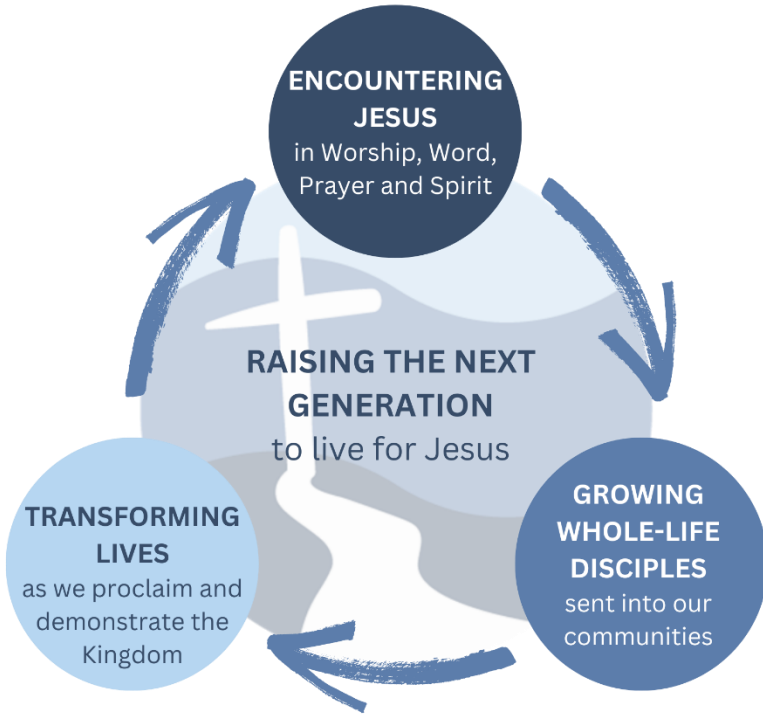 ENCOUNTERING
JESUS
in Worship, Word,
Prayer and Spirit
RAISING THE NEXT
GENERATION
to live for Jesus
TRANSFORMING
LIVES
as we proclaim and
demonstrate the
Kingdom
GROWING
WHOLE-LIFE
DISCIPLES
sent into our
communities